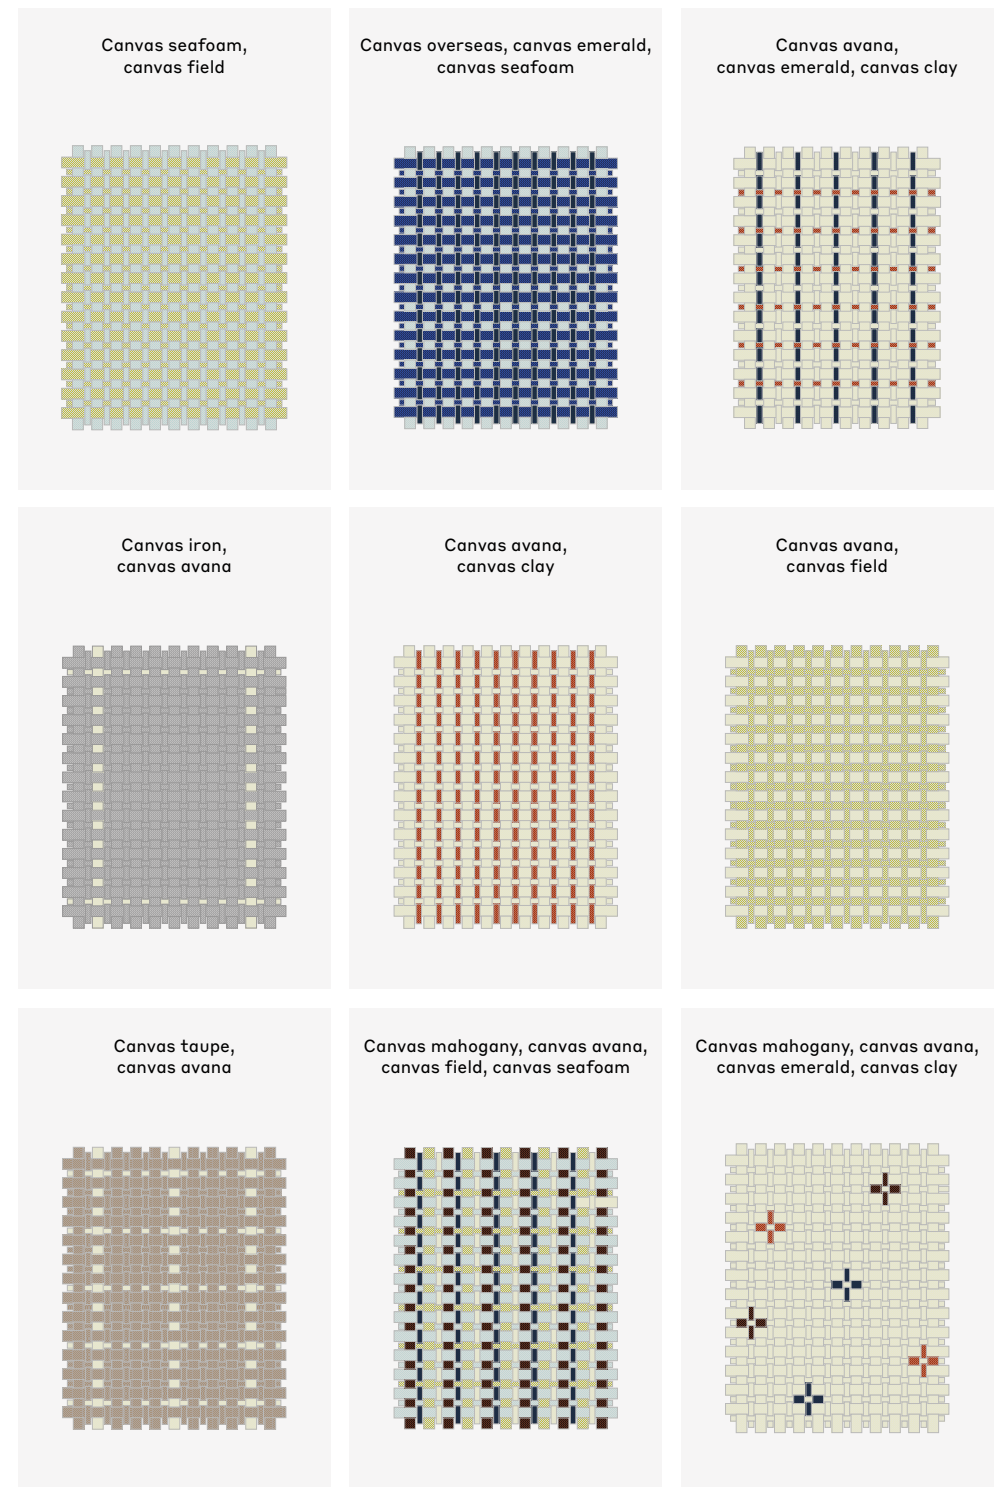 Canvas seafoam,
canvas field
Canvas overseas, canvas emerald,
canvas seafoam
Canvas avana,
canvas emerald, canvas clay
Canvas iron,
canvas avana
Canvas avana,
canvas clay
Canvas avana,
canvas field
Canvas taupe,
canvas avana
Canvas mahogany, canvas avana,
canvas field, canvas seafoam
Canvas mahogany, canvas avana,
canvas emerald, canvas clay